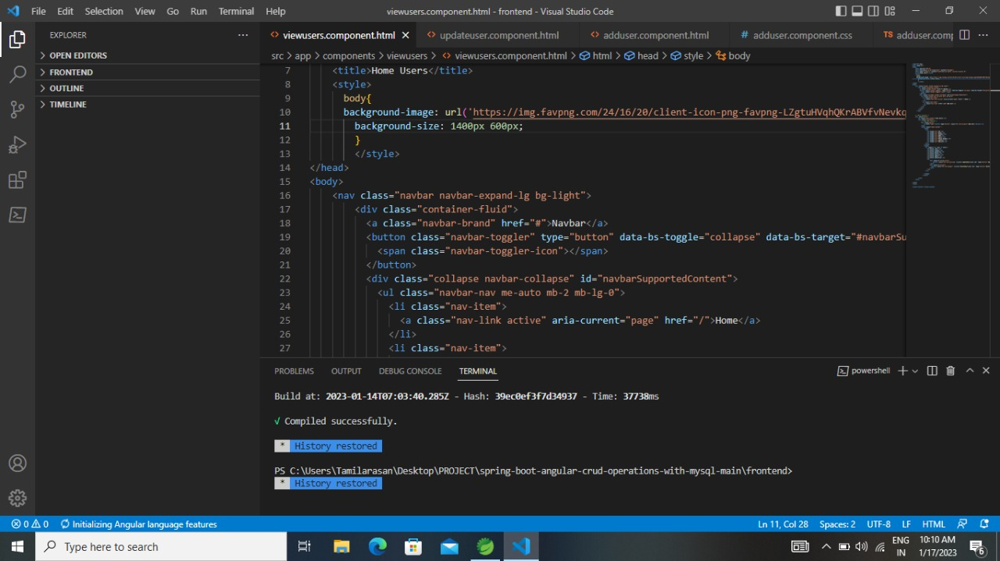 File Edit Selection View Go Run Terminal Help viewusers.component.html - frontend - Visual Studio Code
EXPLORER
OPEN EDITORS
FRONTEND
OUTLINE
TIMELINE
viewusers.component.html updateuser.component.html adduser.component.html # adduser.component.css TS adduser.comp
src > app > components > viewusers > viewusers.component.html > html > head > style > body
7 <title>Home Users</title>
8 <style>
9 body{
10 background-image: url('https://img.favpng.com/24/16/20/client-icon-png-favpng-LZgtuHVqhQKrABVfvNevkq
11 background-size: 1400px 600px;
12 }
13 </style>
14 </head>
15 <body>
16 <nav class="navbar navbar-expand-lg bg-light">
17 <div class="container-fluid">
18 <a class="navbar-brand" href="#">Navbar</a>
19 <button class="navbar-toggler" type="button" data-bs-toggle="collapse" data-bs-target="#navbarSu
20 <span class="navbar-toggler-icon"></span>
21 </button>
22 <div class="collapse navbar-collapse" id="navbarSupportedContent">
23 <ul class="navbar-nav me-auto mb-2 mb-lg-0">
24 <li class="nav-item">
25 <a class="nav-link active" aria-current="page" href="/">Home</a>
26 </li>
27 <li class="nav-item">
PROBLEMS OUTPUT DEBUG CONSOLE TERMINAL powershell
Build at: 2023-01-14T07:03:40.285Z - Hash: 39ec0ef3f7d34937 - Time: 37738ms
√ Compiled successfully.
* History restored
PS C:\Users\Tamilarasan\Desktop\PROJECT\spring-boot-angular-crud-operations-with-mysql-main\frontend>
* History restored
0 0 Initializing Angular language features Ln 11, Col 28 Spaces: 2 UTF-8 LF HTML
Type here to search
ENG
IN
10:10 AM
1/17/2023
6